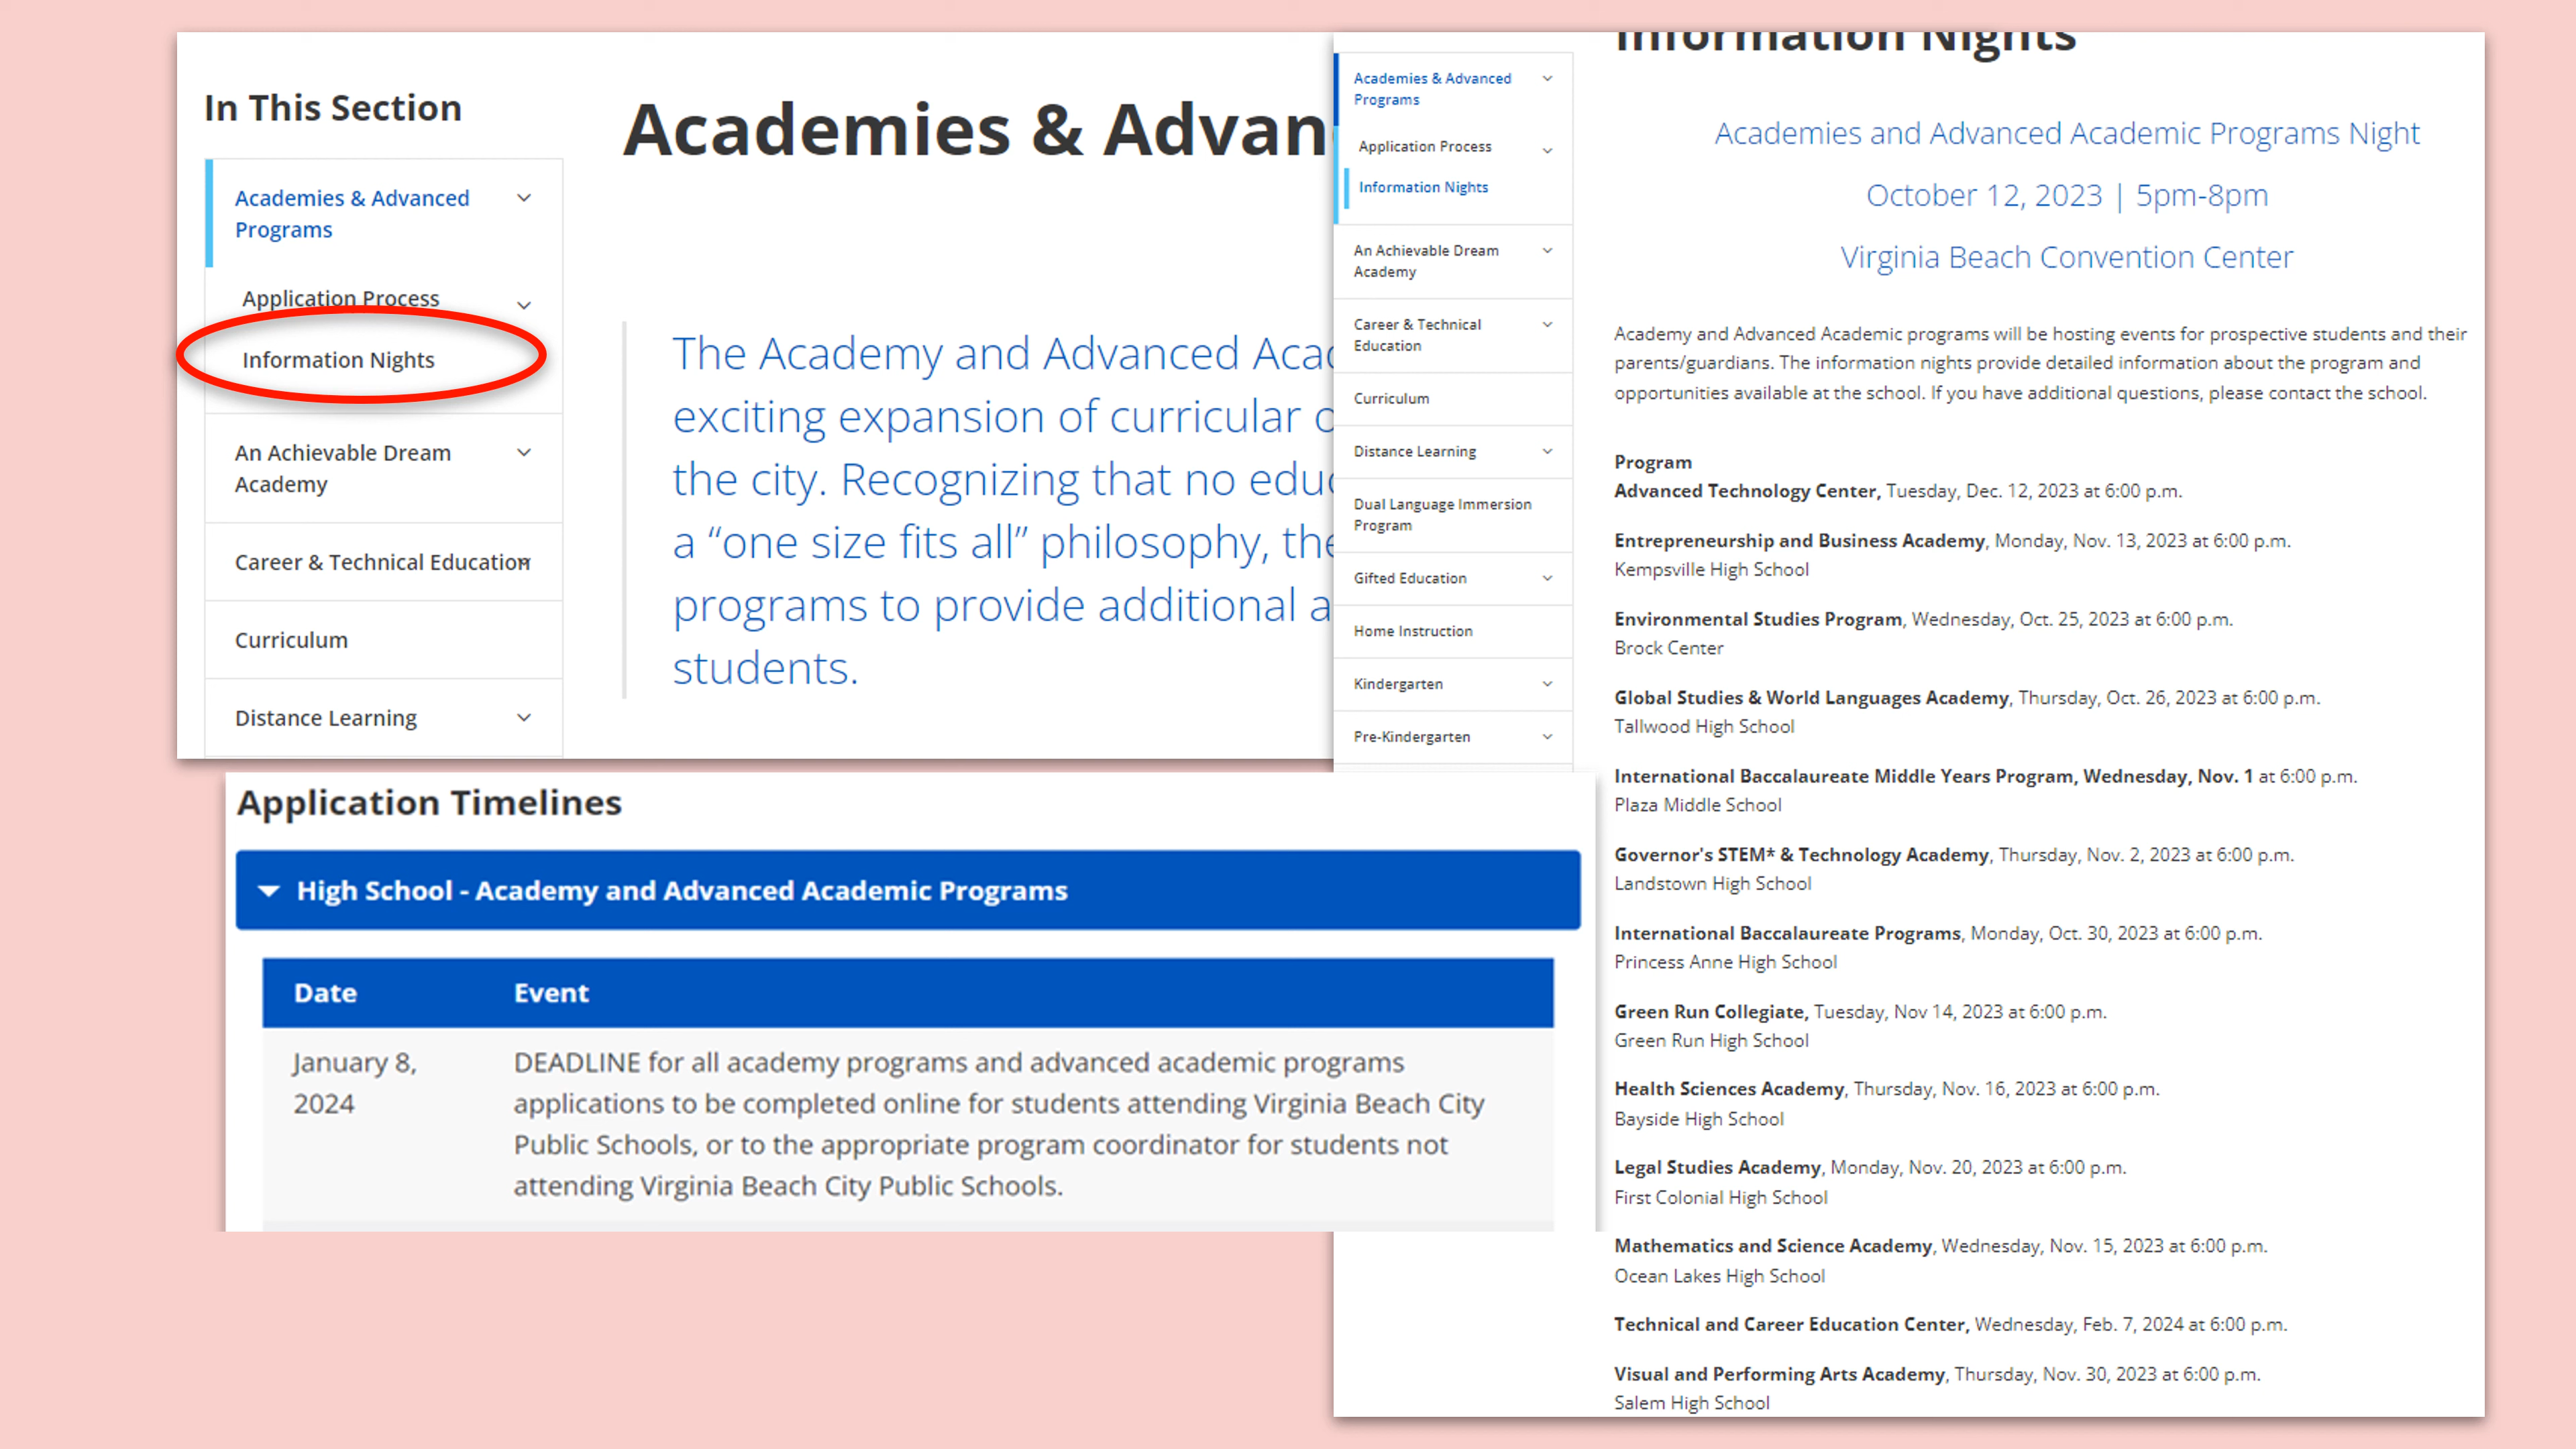 In This Section
Academies & Advanced
Programs
Application Process
Information Nights
An Achievable Dream
Academy
Career & Technical Education
Curriculum
Distance Learning
Academies & Advan
The Academy and Advanced Aca
exciting expansion of curricular o
the city. Recognizing that no educ
a “one size fits all” philosophy, the
programs to provide additional a
students.
Application Timelines
High School - Academy and Advanced Academic Programs
Date Event
January 8, DEADLINE for all academy programs and advanced academic programs
2024 applications to be completed online for students attending Virginia Beach City
Public Schools, or to the appropriate program coordinator for students not
attending Virginia Beach City Public Schools.
Academies & Advanced
Programs
Application Process
Information Nights
An Achievable Dream
Academy
Career & Technical
Education
Curriculum
Distance Learning
Dual Language Immersion
Program
Gifted Education
Home Instruction
Kindergarten
Pre-Kindergarten
Information Nights
Academies and Advanced Academic Programs Night
October 12, 2023 | 5pm-8pm
Virginia Beach Convention Center
Academy and Advanced Academic programs will be hosting events for prospective students and their
parents/guardians. The information nights provide detailed information about the program and
opportunities available at the school. If you have additional questions, please contact the school.
Program
Advanced Technology Center, Tuesday, Dec. 12, 2023 at 6:00 p.m.
Entrepreneurship and Business Academy, Monday, Nov. 13, 2023 at 6:00 p.m.
Kempsville High School
Environmental Studies Program, Wednesday, Oct. 25, 2023 at 6:00 p.m.
Brock Center
Global Studies & World Languages Academy, Thursday, Oct. 26, 2023 at 6:00 p.m.
Tallwood High School
International Baccalaureate Middle Years Program, Wednesday, Nov. 1 at 6:00 p.m.
Plaza Middle School
Governor's STEM* & Technology Academy, Thursday, Nov. 2, 2023 at 6:00 p.m.
Landstown High School
International Baccalaureate Programs, Monday, Oct. 30, 2023 at 6:00 p.m.
Princess Anne High School
Green Run Collegiate, Tuesday, Nov 14, 2023 at 6:00 p.m.
Green Run High School
Health Sciences Academy, Thursday, Nov. 16, 2023 at 6:00 p.m.
Bayside High School
Legal Studies Academy, Monday, Nov. 20, 2023 at 6:00 p.m.
First Colonial High School
Mathematics and Science Academy, Wednesday, Nov. 15, 2023 at 6:00 p.m.
Ocean Lakes High School
Technical and Career Education Center, Wednesday, Feb. 7, 2024 at 6:00 p.m.
Visual and Performing Arts Academy, Thursday, Nov. 30, 2023 at 6:00 p.m.
Salem High School